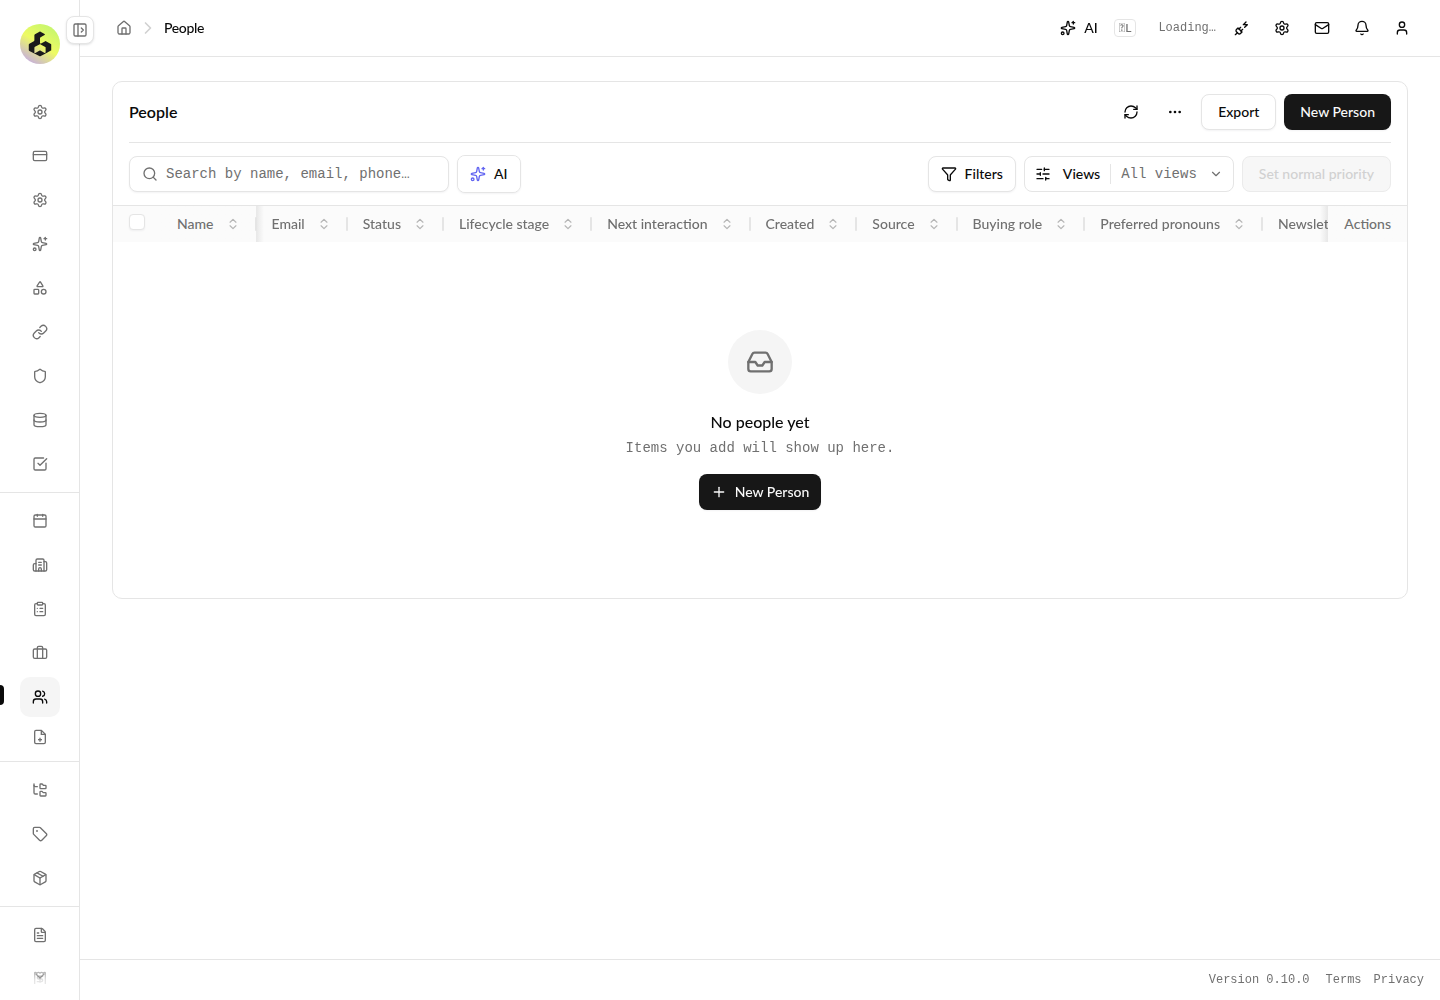 People
AI
L
Loading…
People
Export
New Person
Search by name, email, phone…
AI
Filters
Views
All views
Set normal priority
Name
Email
Status
Lifecycle stage
Next interaction
Created
Source
Buying role
Preferred pronouns
Newslet
Actions
No people yet
Items you add will show up here.
New Person
Version 0.10.0
Terms
Privacy